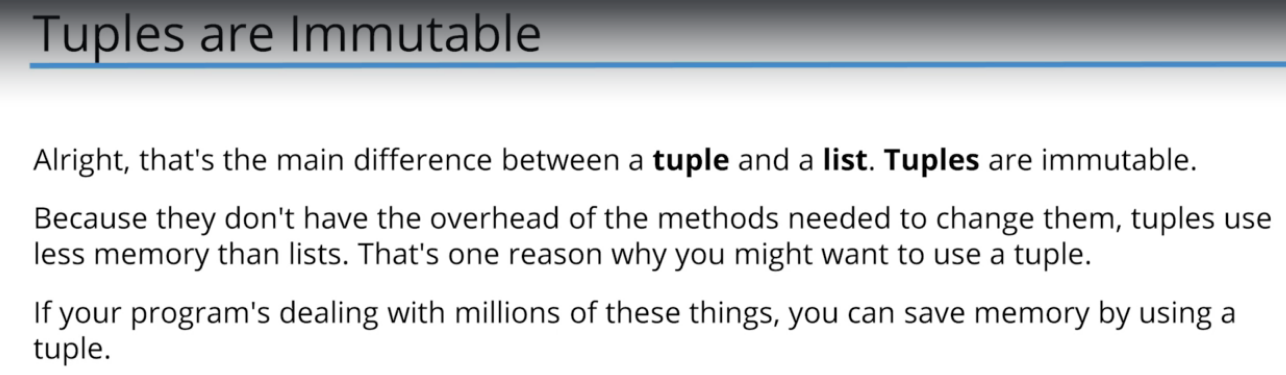 Tuples are Immutable
Alright, that's the main difference between a tuple and a list. Tuples are immutable.
Because they don't have the overhead of the methods needed to change them, tuples use
less memory than lists. That's one reason why you might want to use a tuple.
If your program's dealing with millions of these things, you can save memory by using a
tuple.